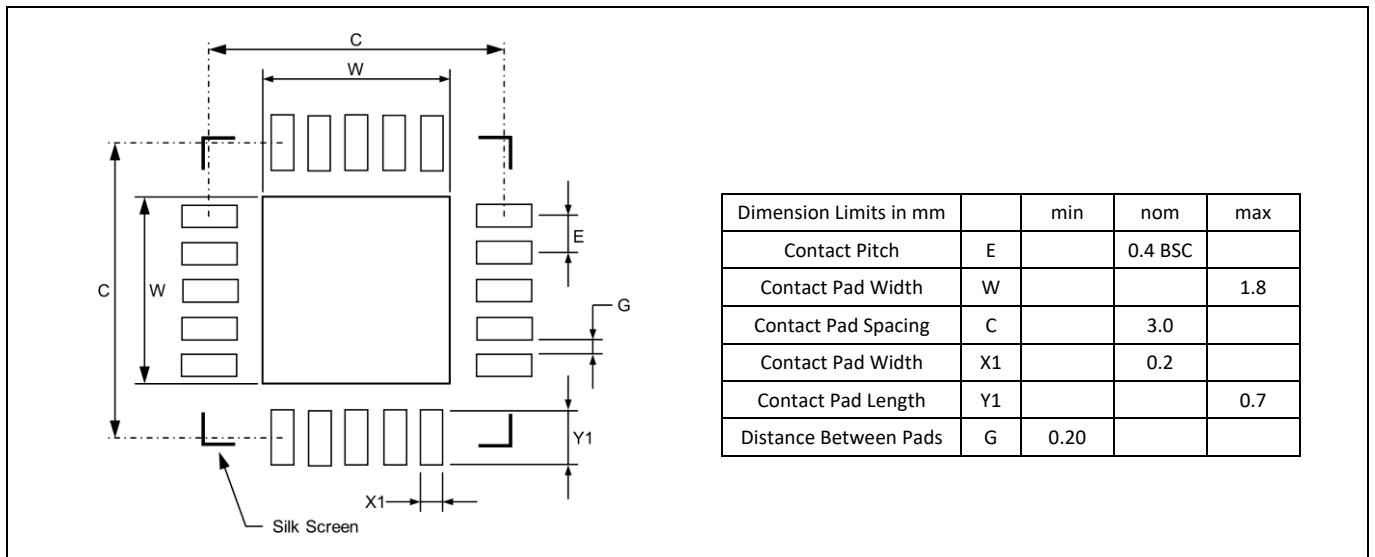 C
W
E
C
W
G
Y1
X1
Silk Screen
Dimension Limits in mm min nom max
Contact Pitch E 0.4 BSC
Contact Pad Width W 1.8
Contact Pad Spacing C 3.0
Contact Pad Width X1 0.2
Contact Pad Length Y1 0.7
Distance Between Pads G 0.20